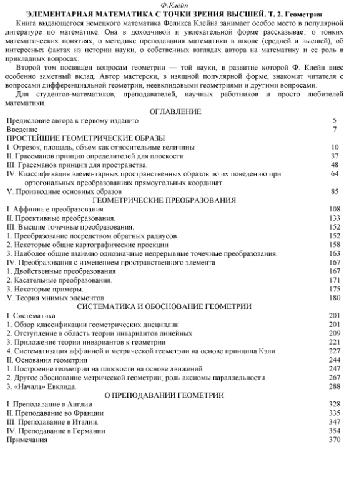 Ф.Клейн
ЭЛЕМЕНТАРНАЯ МАТЕМАТИКА С ТОЧКИ ЗРЕНИЯ ВЫСШЕЙ. Т. 2. Геометрия
Книга выдающегося немецкого математика Феликса Клейна занимает особое место в популярной
литературе по математике. Она в доходчивой и увлекательной форме рассказывает о тонких
математических понятиях, о методике преподавания математики в школе (средней и высшей), об
интересных фактах из истории науки, о собственных взглядах автора на математику и ее роль в
прикладных вопросах.
Второй том посвящен вопросам геометрии — той науки, в развитие которой Ф. Клейн внес
особенно заметный вклад. Автор мастерски, в изящной популярной форме, знакомит читателя с
вопросами дифференциальной геометрии, неевклидовыми геометриями и другими вопросами.
Для студентов-математиков, преподавателей, научных работников и просто любителей
математики
ОГЛАВЛЕНИЕ
Предисловие автора к первому изданию 5
Введение 7
ПРОСТЕЙШИЕ ГЕОМЕТРИЧЕСКИЕ ОБРАЗЫ
I. Отрезок, площадь, объем как относительные величины 10
II. Грассманов принцип определителей для плоскости 37
III. Грассманов принцип для пространства. 48
IV. Классификация элементарных пространственных образов по их поведению при 64
ортогональных преобразованиях прямоугольных координат
V. Производные основных образов 85
ГЕОМЕТРИЧЕСКИЕ ПРЕОБРАЗОВАНИЯ
I. Аффинные преобразования 108
II. Проективные преобразования. 133
III. Высшие точечные преобразования. 152
1. Преобразование посредством обратных радиусов. 152
2. Некоторые общие картографические проекции 158
3. Наиболее общие взаимно однозначные непрерывные точечные преобразования. 163
IV. Преобразования с изменением пространственного элемента 167
1. Двойственные преобразования 167
2. Касательные преобразования. 171
3. Некоторые примеры. 175
V. Теория мнимых элементов 180
СИСТЕМАТИКА И ОБОСНОВАНИЕ ГЕОМЕТРИИ
I. Систематика 201
1. Обзор классификации геометрических дисциплин 201
2. Отступление в область теории инвариантов линейных 209
3. Приложение теории инвариантов к геометрии 221
4. Систематизация аффинной и метрической геометрии на основе принципа Кэли 227
II. Основания геометрии 244
1. Построение геометрии на плоскости на основе движений 247
2. Другое обоснование метрической геометрии, роль аксиомы параллельности 267
3. «Начала» Евклида. 288
О ПРЕПОДАВАНИИ ГЕОМЕТРИИ
I. Преподавание в Англии 328
II. Преподавание во Франции 335
III. Преподавание в Италии. 347
IV. Преподавание в Германии 354
Примечания 370